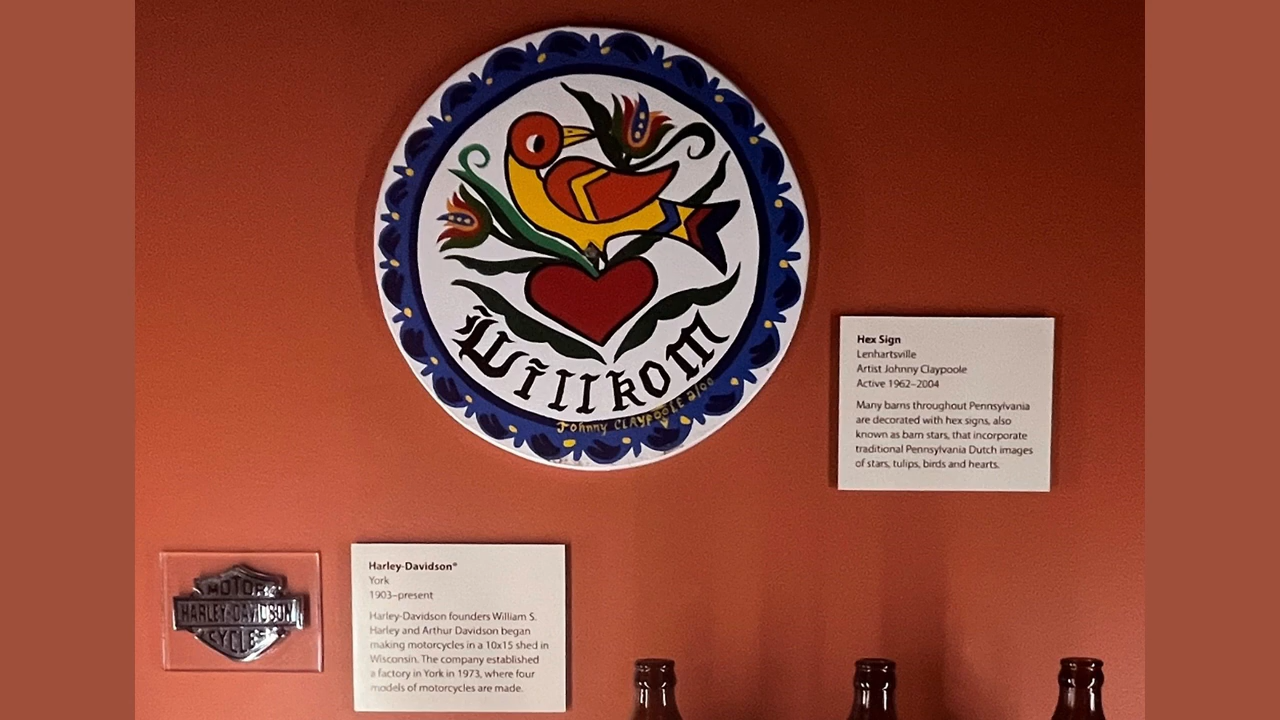 Willkom
Johnny CLAYPOOLE 2100
Hex Sign
Lenhartsville
Artist Johnny Claypoole
Active 1962–2004
Many barns throughout Pennsylvania
are decorated with hex signs, also
known as barn stars, that incorporate
traditional Pennsylvania Dutch images
of stars, tulips, birds and hearts.
MOTOR
HARLEY-DAVIDSON
CYCLES
Harley-Davidson®
York
1903–present
Harley-Davidson founders William S.
Harley and Arthur Davidson began
making motorcycles in a 10x15 shed in
Wisconsin. The company established
a factory in York in 1973, where four
models of motorcycles are made.